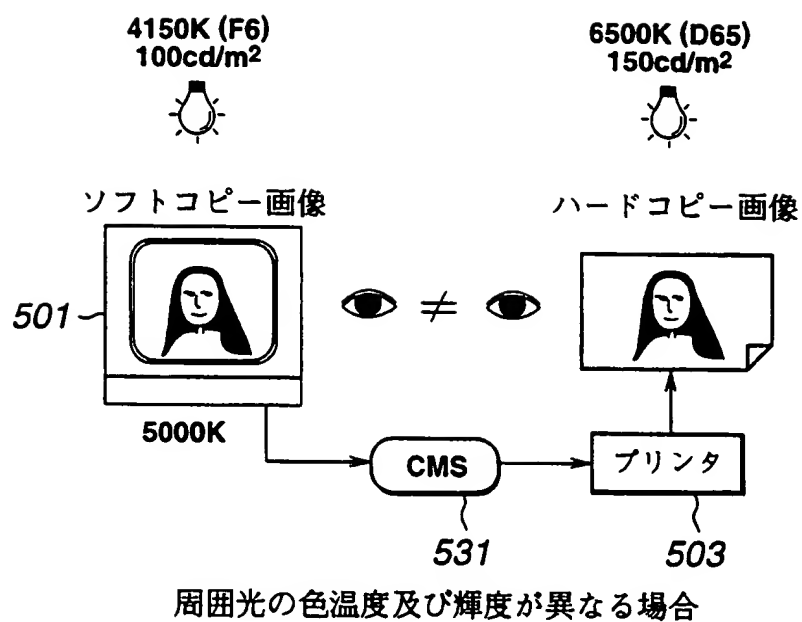 4150K (F6)
100cd/m2
6500K (D65)
150cd/m2
ソフトコピー画像
ハードコピー画像
501
≠
5000K
CMS
プリンタ
531
503
周囲光の色温度及び輝度が異なる場合